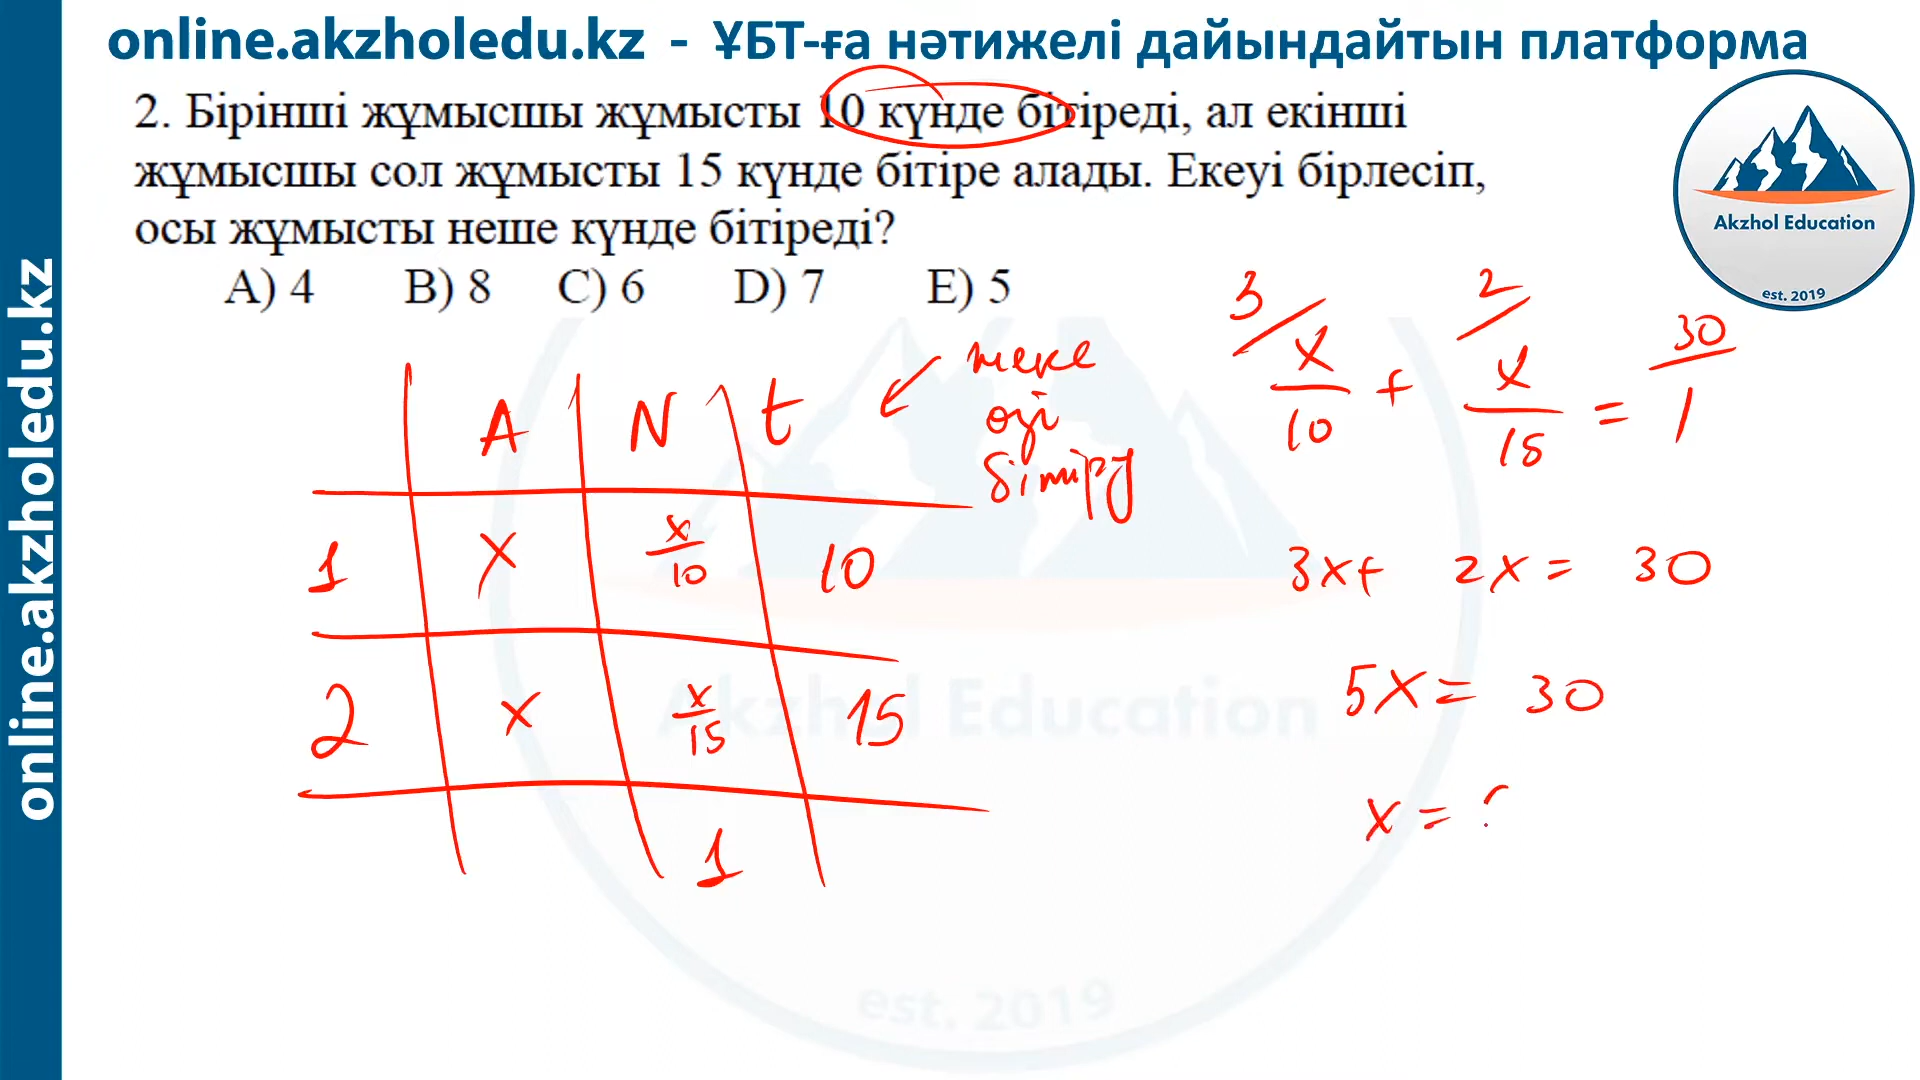 online.akzholedu.kz - ҰБТ-ға нәтижелі дайындайтын платформа
2. Бірінші жұмысшы жұмысты 10 күнде бітіреді, ал екінші
жұмысшы сол жұмысты 15 күнде бітіре алады. Екеуі бірлесіп,
осы жұмысты неше күнде бітіреді?
A) 4 B) 8 C) 6 D) 7 E) 5
Akzhol Education
est. 2019
online.akzholedu.kz
A N t
жеке
өзі
1 x x/10 10
2 x x/15 15
1
3/ x/10 + 2/ x/15 = 30/ 1
3x+ 2x= 30
5x= 30
x= ?
Akzhol Education
est. 2019